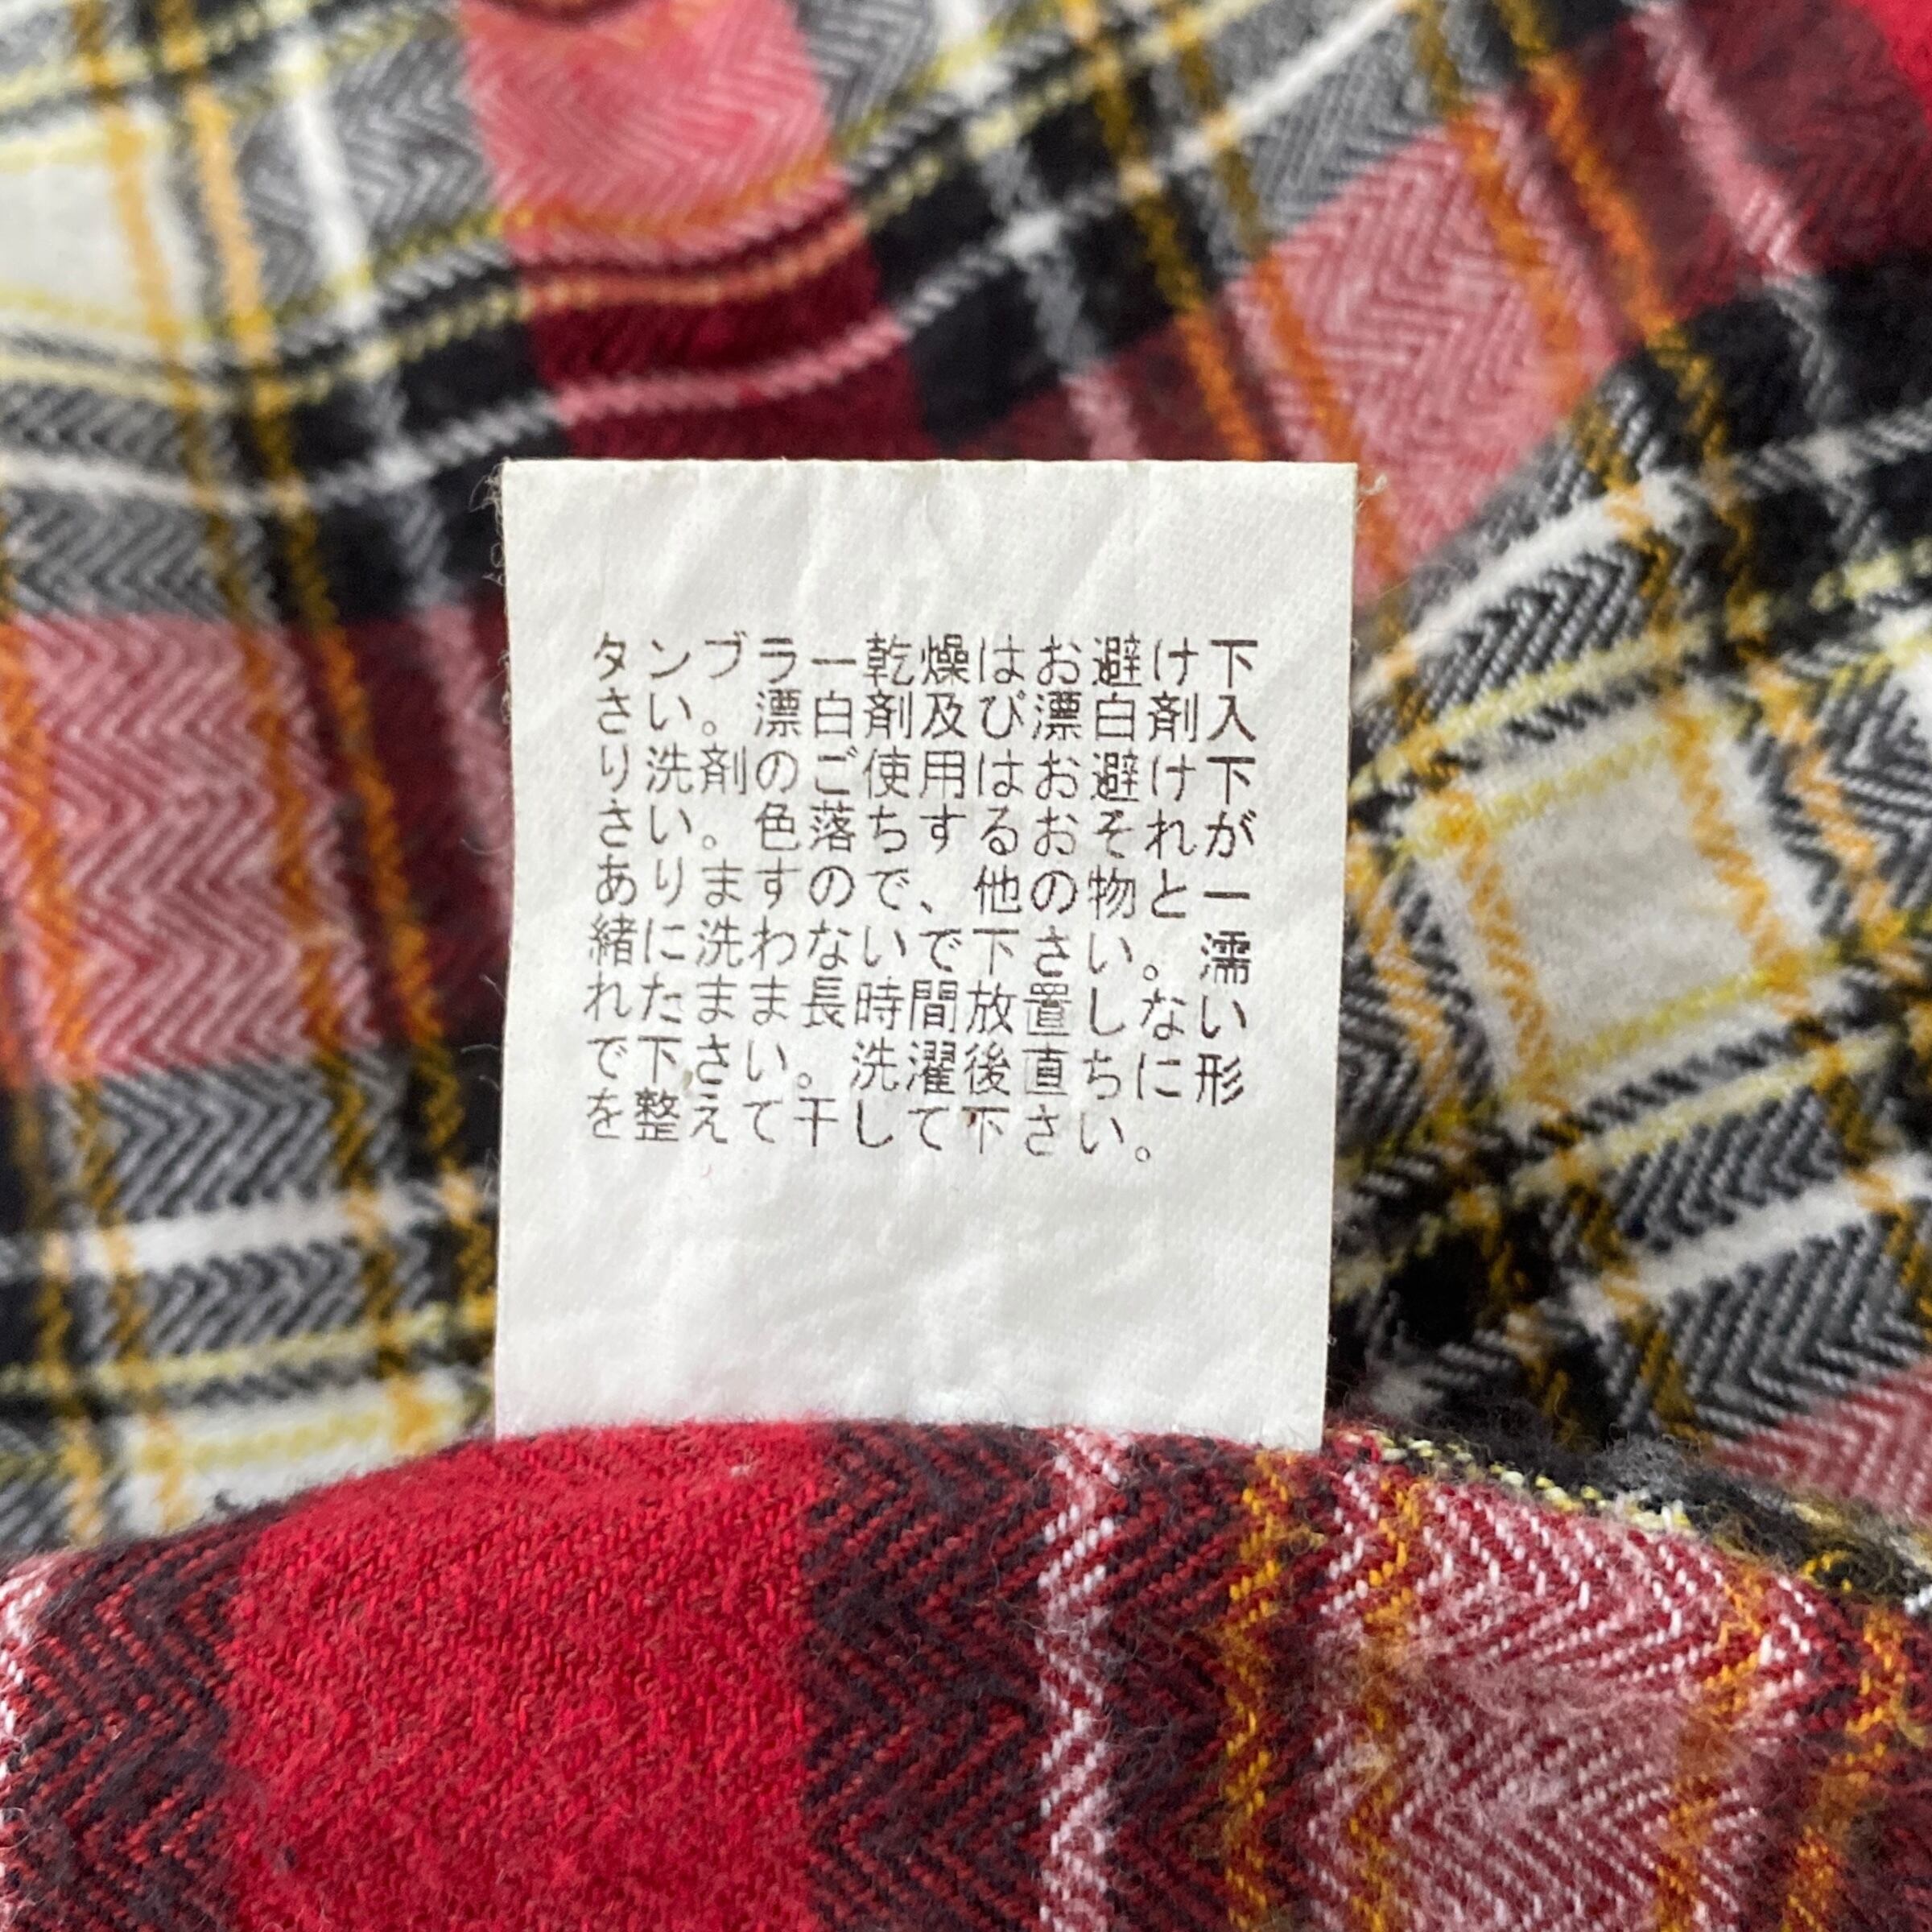 タンブラー乾燥はお避け下
さい。漂白剤及び漂白剤入
り洗剤のご使用はお避け下
さい。色落ちするおそれが
ありますので、他の物と一
緒に洗わないで下さい。濡
れたまま長時間放置しない
で下さい。洗濯後直ちに形
を整えて干して下さい。